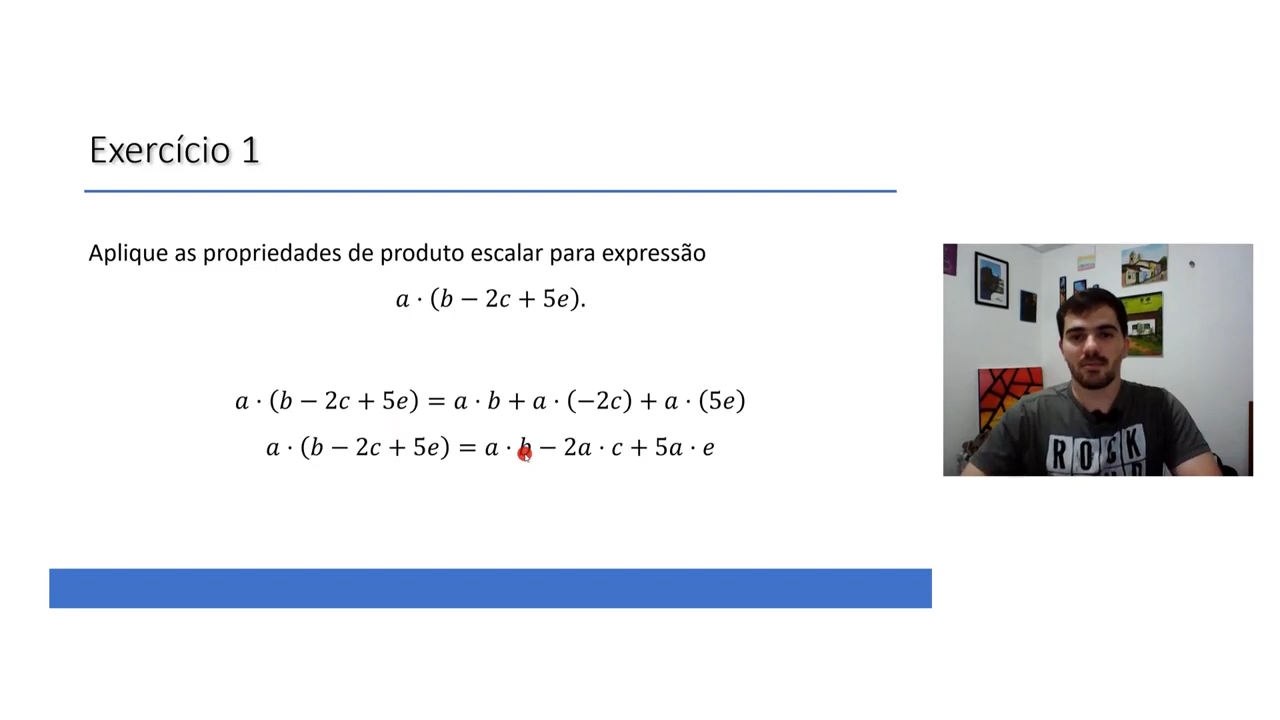 Exercício 1
Aplique as propriedades de produto escalar para expressão
𝑎 · (𝑏 − 2𝑐 + 5𝑒).
𝑎 · (𝑏 − 2𝑐 + 5𝑒) = 𝑎 · 𝑏 + 𝑎 · (−2𝑐) + 𝑎 · (5𝑒)
𝑎 · (𝑏 − 2𝑐 + 5𝑒) = 𝑎 · 𝑏 − 2𝑎 · 𝑐 + 5𝑎 · 𝑒
ROCK